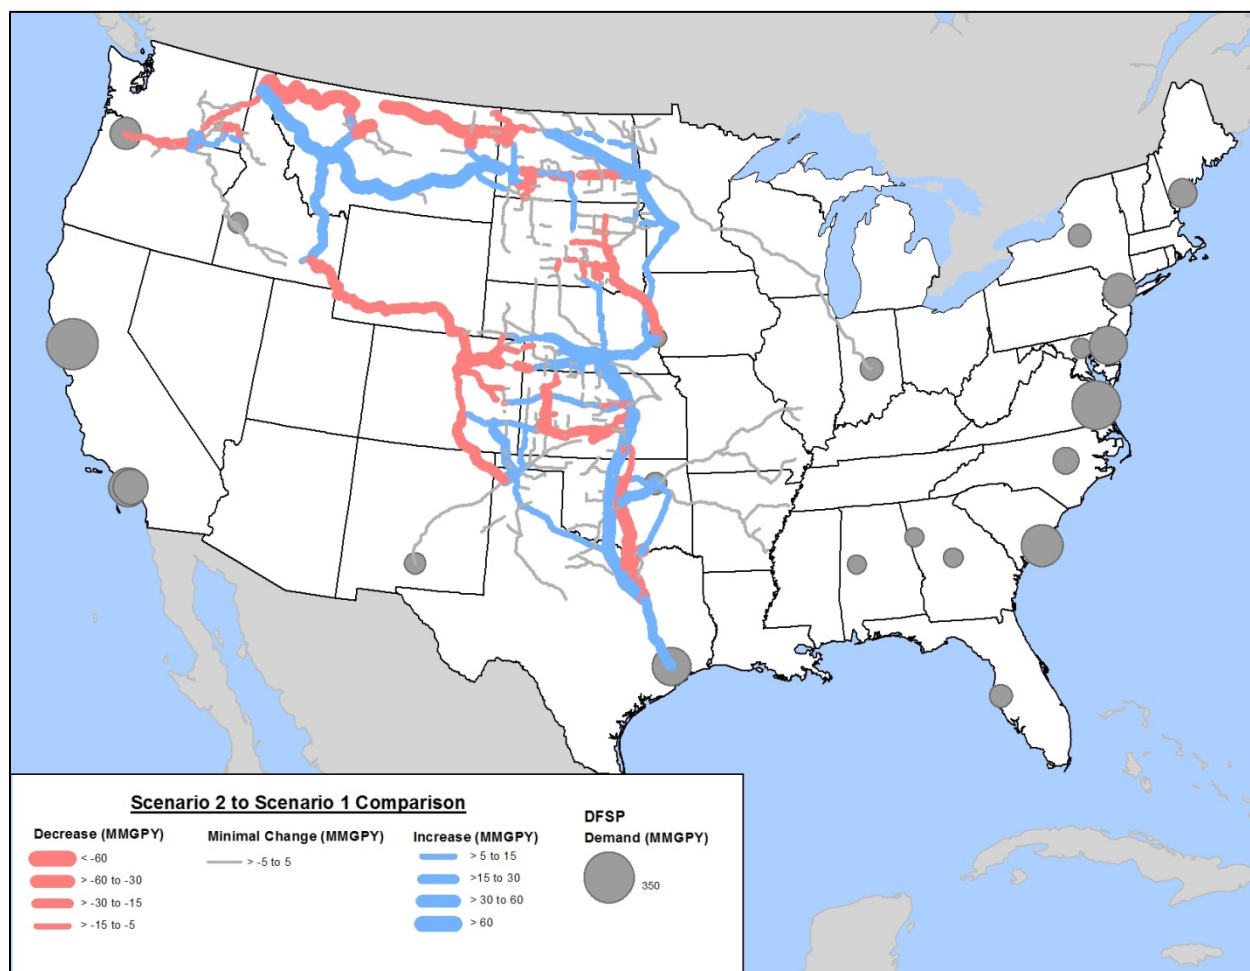 Scenario 2 to Scenario 1 Comparison
Decrease (MMGPY)
< -60
> -60 to -30
> -30 to -15
> -15 to -5
Minimal Change (MMGPY)
> -5 to 5
Increase (MMGPY)
> 5 to 15
>15 to 30
> 30 to 60
> 60
DFSP
Demand (MMGPY)
350